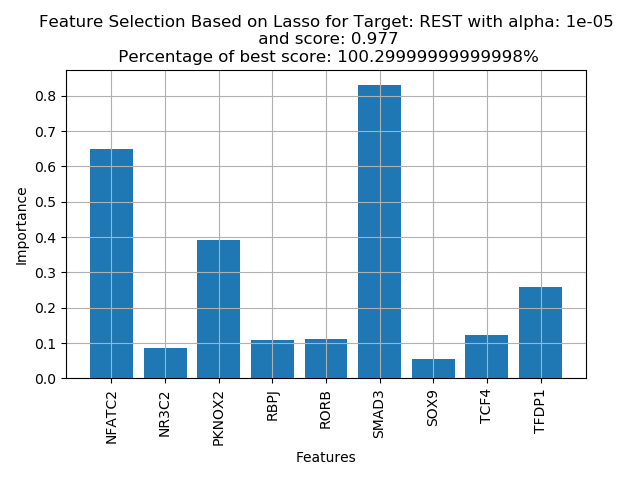 Feature Selection Based on Lasso for Target: REST with alpha: 1e-05
and score: 0.977
Percentage of best score: 100.29999999999998%
0.8
0.7
0.6
0.5
0.4
0.3
0.2
0.1
0.0
Importance
NFATC2
NR3C2
PKNOX2
RBPJ
RORB
SMAD3
SOX9
TCF4
TFDP1
Features